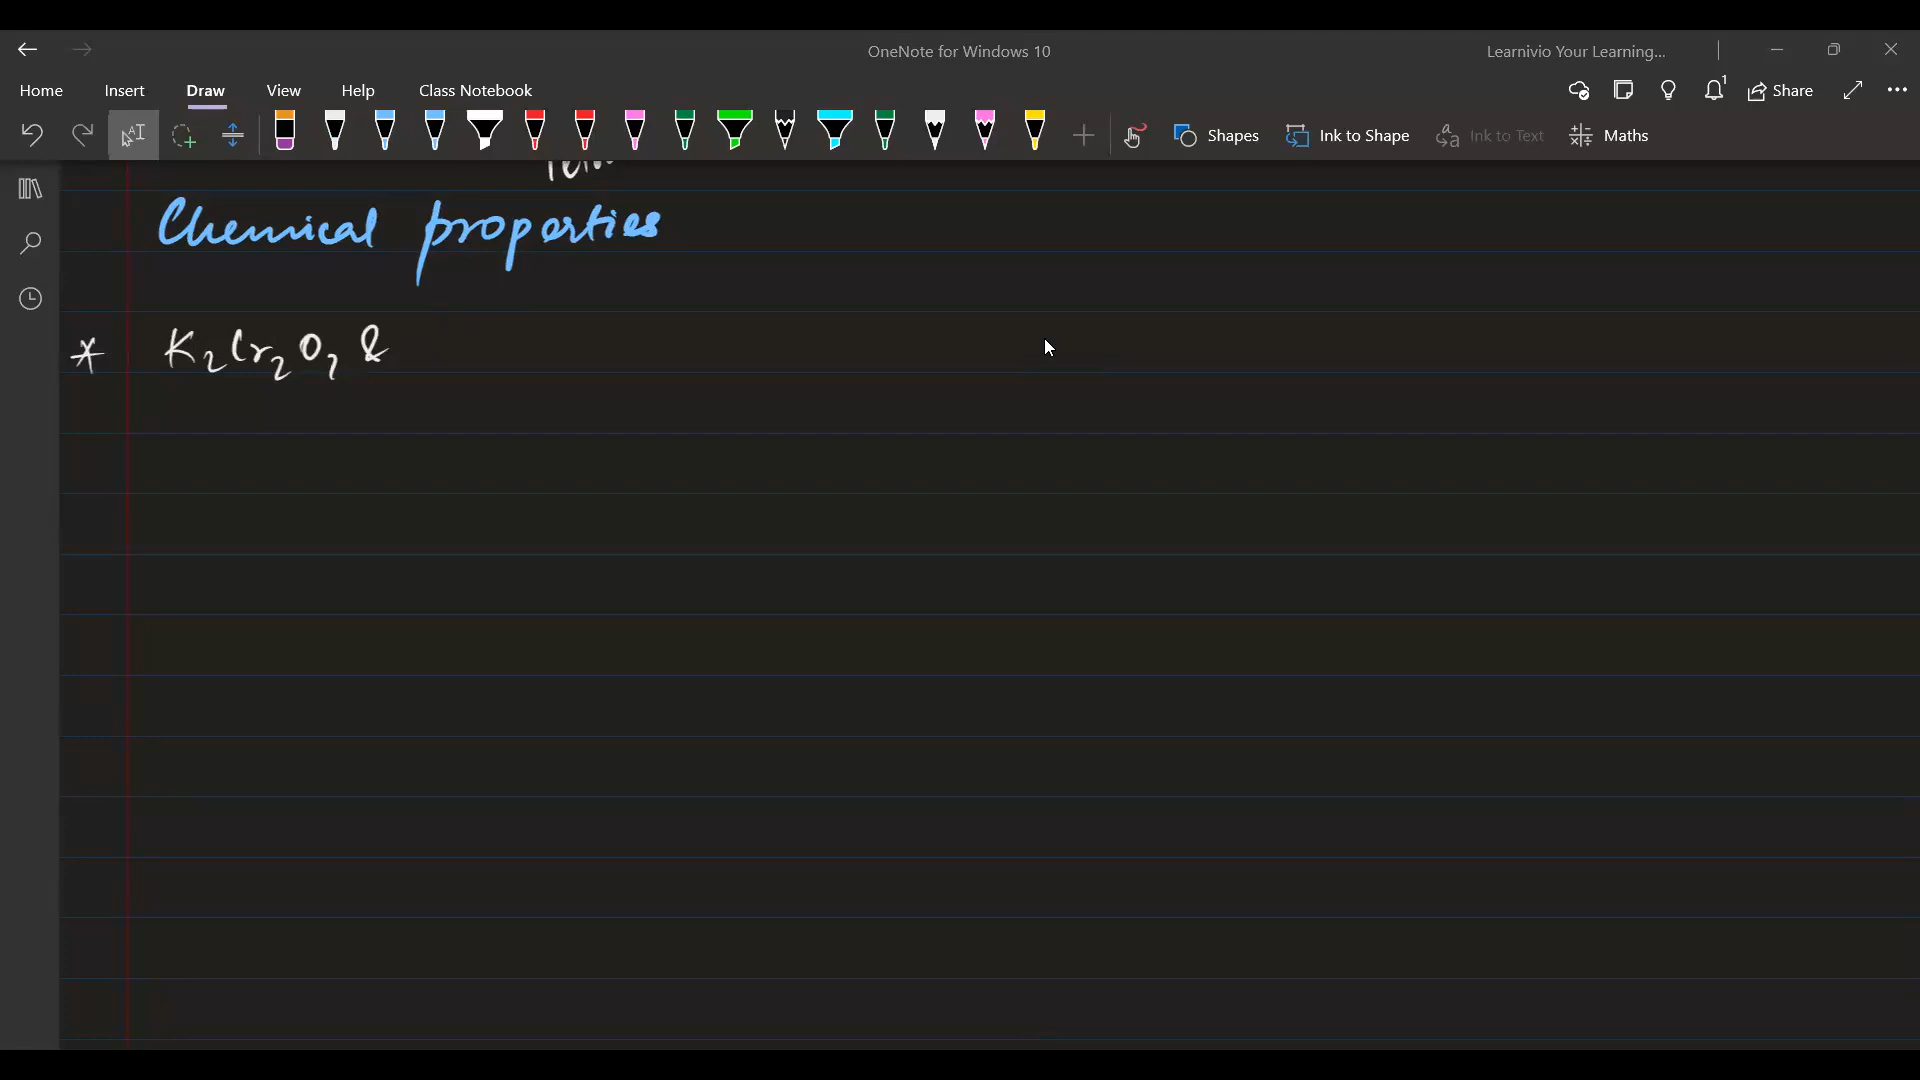 OneNote for Windows 10
Learnivio Your Learning...
Home Insert Draw View Help Class Notebook
1
Share
Shapes Ink to Shape Ink to Text Maths
Chemical properties
* K₂Cr₂O₇ &